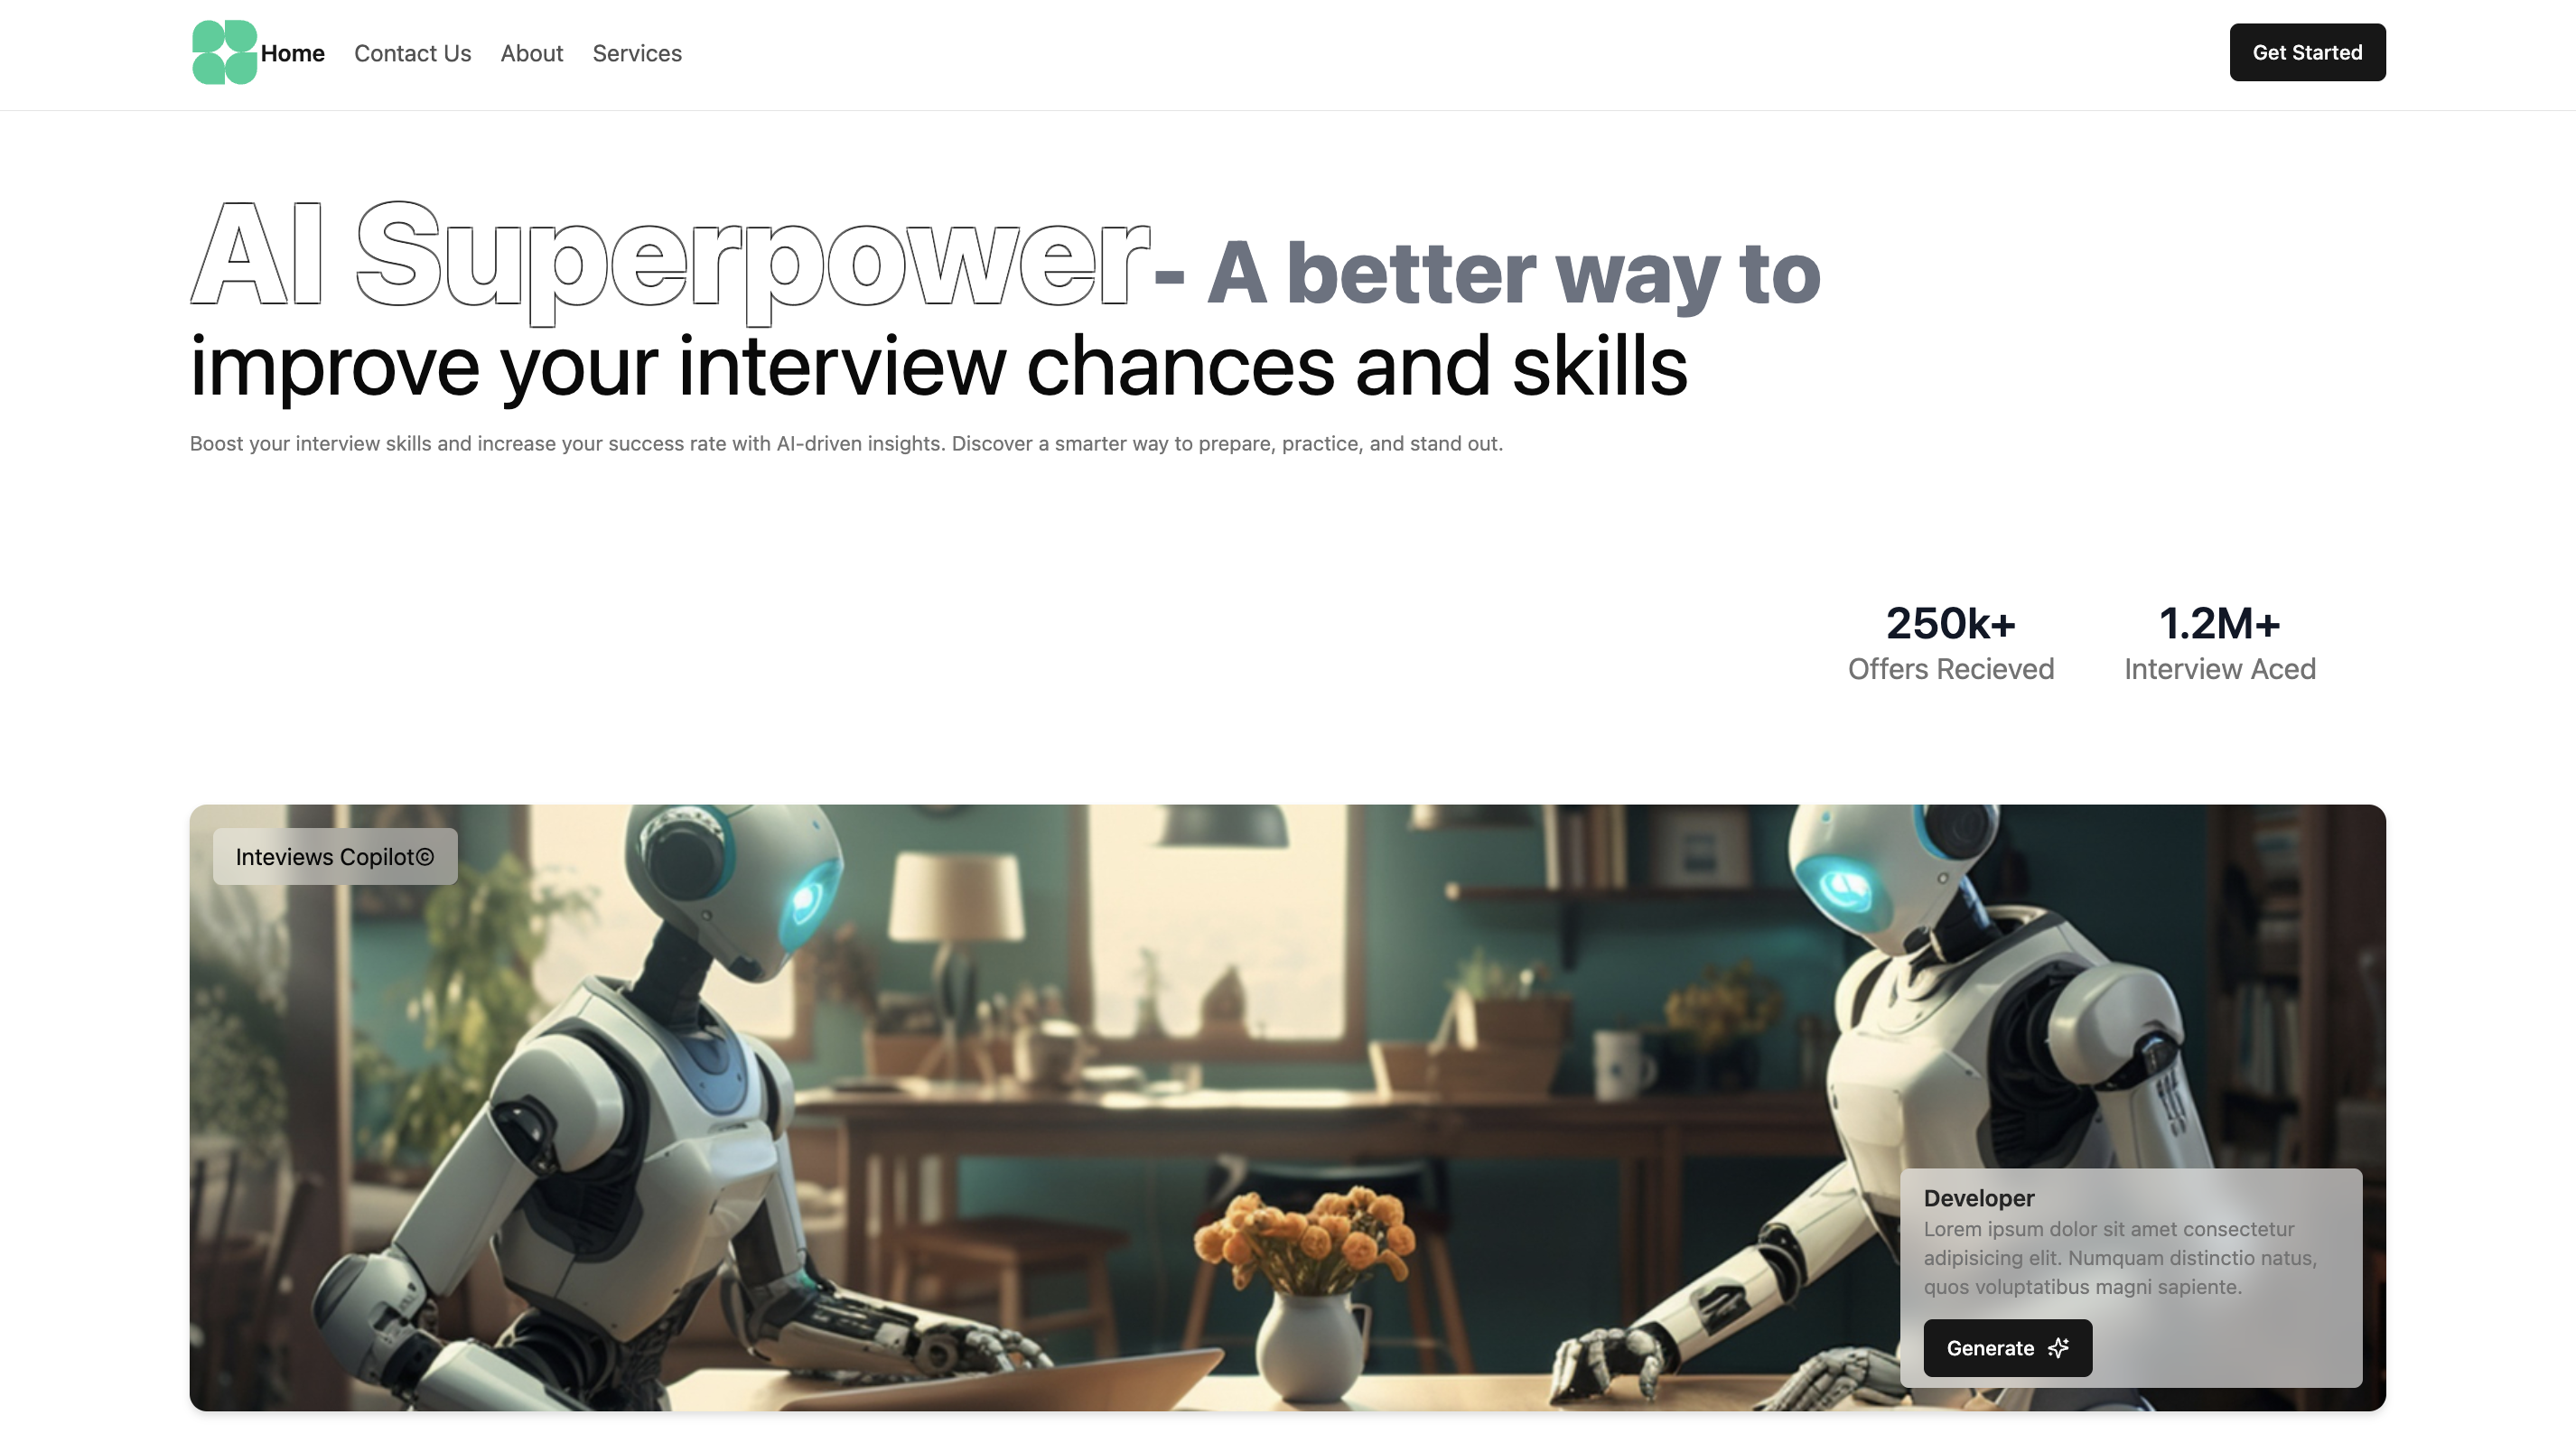 Home Contact Us About Services Get Started
AI Superpower - A better way to
improve your interview chances and skills
Boost your interview skills and increase your success rate with AI-driven insights. Discover a smarter way to prepare, practice, and stand out.
250k+ 1.2M+
Offers Recieved Interview Aced
Inteviews Copilot©
Developer
Lorem ipsum dolor sit amet consectetur
adipisicing elit. Numquam distinctio natus,
quos voluptatibus magni sapiente.
Generate